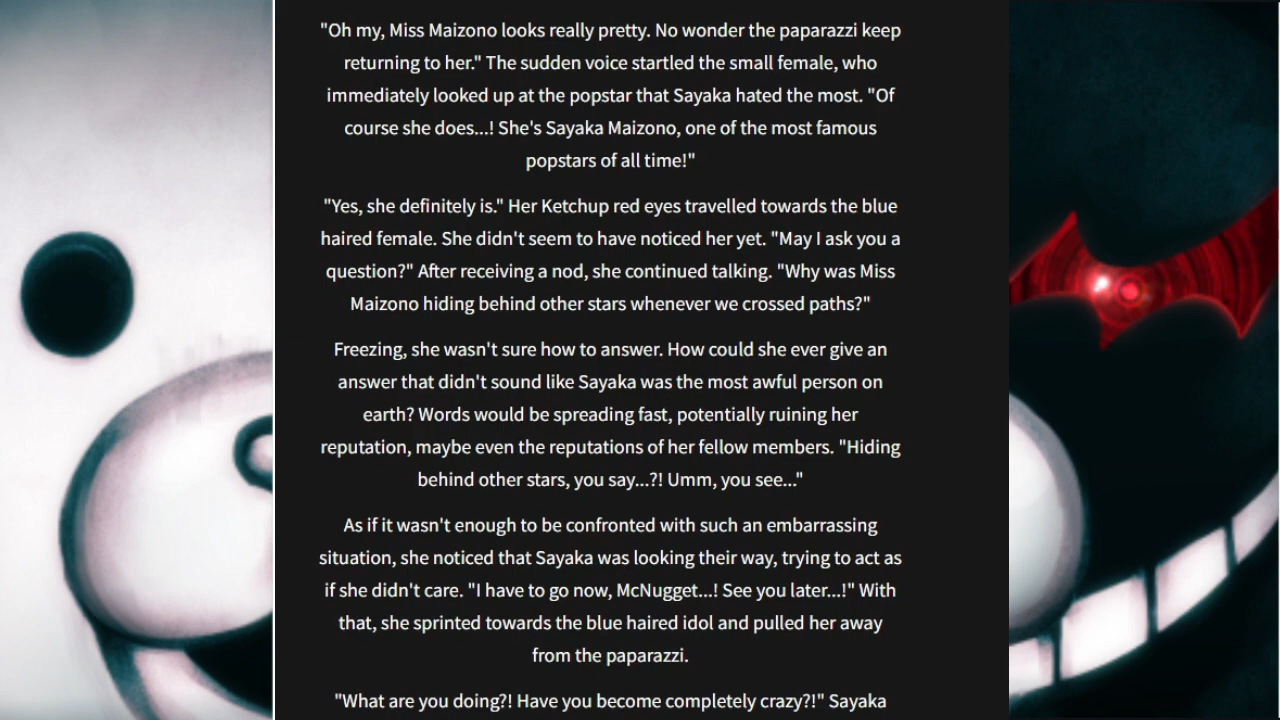 "Oh my, Miss Maizono looks really pretty. No wonder the paparazzi keep
returning to her." The sudden voice startled the small female, who
immediately looked up at the popstar that Sayaka hated the most. "Of
course she does...! She's Sayaka Maizono, one of the most famous
popstars of all time!"
"Yes, she definitely is." Her Ketchup red eyes travelled towards the blue
haired female. She didn't seem to have noticed her yet. "May I ask you a
question?" After receiving a nod, she continued talking. "Why was Miss
Maizono hiding behind other stars whenever we crossed paths?"
Freezing, she wasn't sure how to answer. How could she ever give an
answer that didn't sound like Sayaka was the most awful person on
earth? Words would be spreading fast, potentially ruining her
reputation, maybe even the reputations of her fellow members. "Hiding
behind other stars, you say...?! Umm, you see..."
As if it wasn't enough to be confronted with such an embarrassing
situation, she noticed that Sayaka was looking their way, trying to act as
if she didn't care. "I have to go now, McNugget...! See you later...!" With
that, she sprinted towards the blue haired idol and pulled her away
from the paparazzi.
"What are you doing?! Have you become completely crazy?!" Sayaka